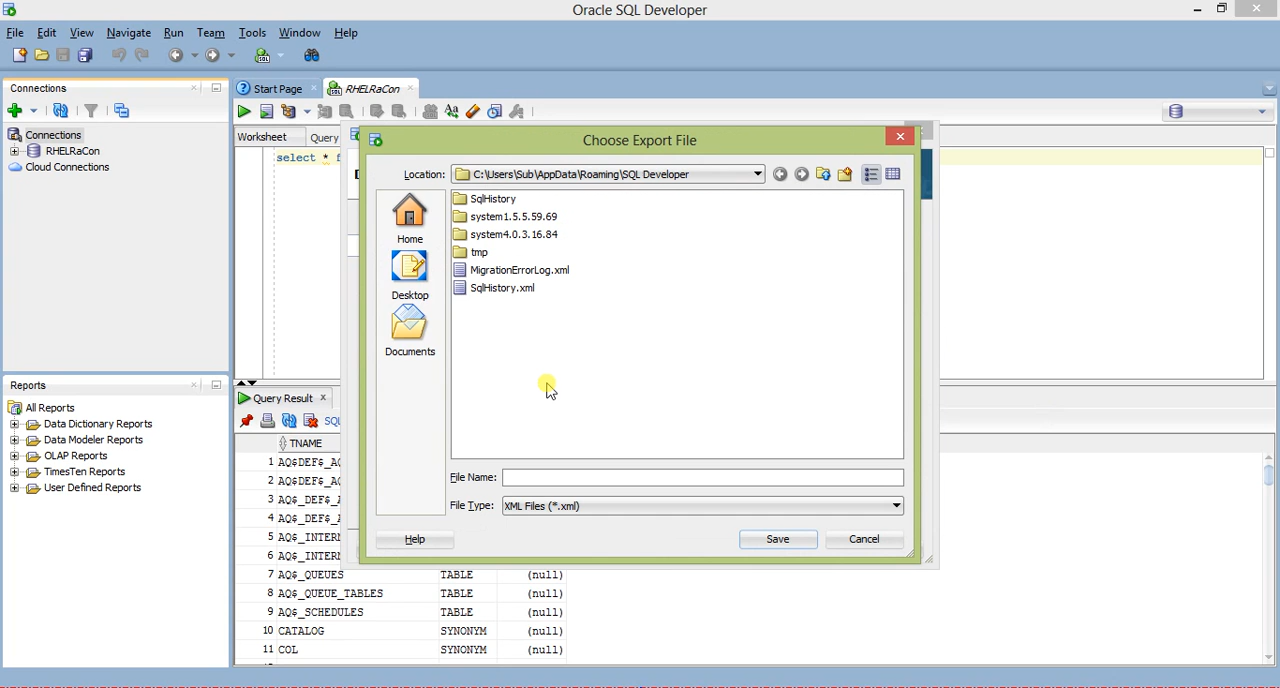 Oracle SQL Developer
File Edit View Navigate Run Team Tools Window Help
Connections
Connections
RHELRaCon
Cloud Connections
Reports
All Reports
Data Dictionary Reports
Data Modeler Reports
OLAP Reports
TimesTen Reports
User Defined Reports
Start Page
RHELRaCon
Worksheet Query
select * f
Choose Export File
Location: C:\Users\Sub\AppData\Roaming\SQL Developer
Home
Desktop
Documents
SqlHistory
system1.5.5.59.69
system4.0.3.16.84
tmp
MigrationErrorLog.xml
SqlHistory.xml
File Name:
File Type: XML Files (*.xml)
Help Save Cancel
Query Result
SQL
TNAME
1 AQ$DEF$_AQ
2 AQ$_DEF$_A
3 AQ$_DEF$_A
4 AQ$_DEF$_A
5 AQ$_INTERN
6 AQ$_INTERN
7 AQ$_QUEUES TABLE (null)
8 AQ$_QUEUE_TABLES TABLE (null)
9 AQ$_SCHEDULES TABLE (null)
10 CATALOG SYNONYM (null)
11 COL SYNONYM (null)